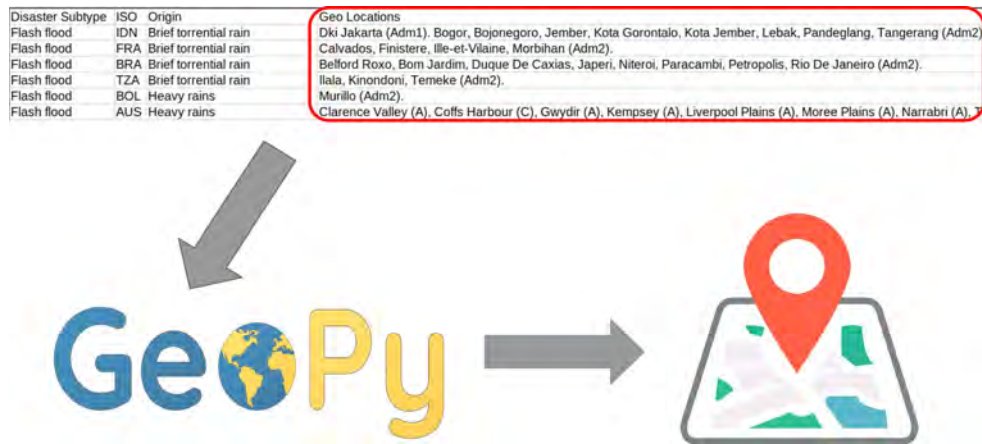 Disaster Subtype ISO Origin Geo Locations
Flash flood IDN Brief torrential rain Dki Jakarta (Adm1). Bogor, Bojonegoro, Jember, Kota Gorontalo, Kota Jember, Lebak, Pandeglang, Tangerang (Adm2)
Flash flood FRA Brief torrential rain Calvados, Finistere, Ille-et-Vilaine, Morbihan (Adm2).
Flash flood BRA Brief torrential rain Belford Roxo, Bom Jardim, Duque De Caxias, Japeri, Niteroi, Paracambi, Petropolis, Rio De Janeiro (Adm2).
Flash flood TZA Brief torrential rain Ilala, Kinondoni, Temeke (Adm2).
Flash flood BOL Heavy rains Murillo (Adm2).
Flash flood AUS Heavy rains Clarence Valley (A), Coffs Harbour (C), Gwydir (A), Kempsey (A), Liverpool Plains (A), Moree Plains (A), Narrabri (A),
GeoPy